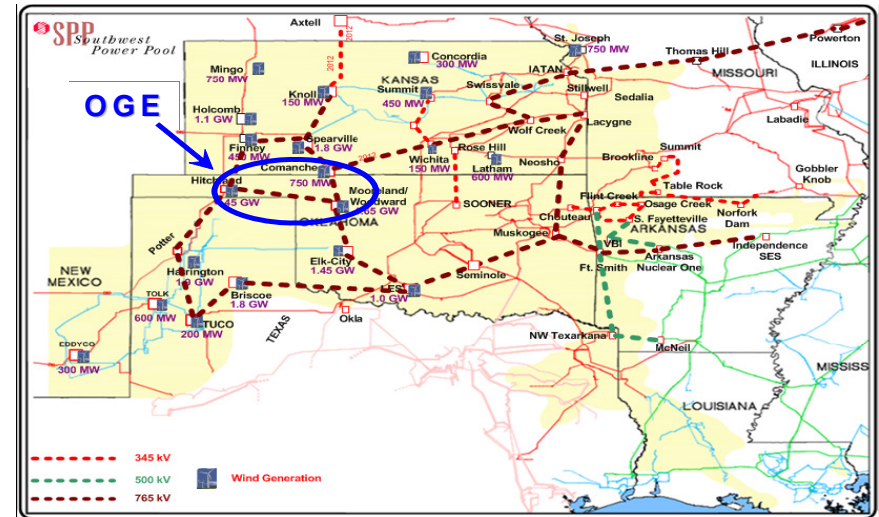 SPP Southwest
Power Pool
OGE
Axtell
2012
2012
St. Joseph
750 MW
Powerton
Thomas Hill
ILLINOIS
MISSOURI
Mingo
750 MW
Concordia
300 MW
IATAN
KANSAS
Knoll
150 MW
Summit
450 MW
Swissvale
Stillwell
Sedalia
Labadie
Holcomb
1.1 GW
Lacygne
Wolf Creek
Finney
Spearville
1.8 GW
2012
Wichita
150 MW
Rose Hill
Latham
600 MW
Neosho
Brookline
Summit
Comanche
750 MW
Gobbler
Knob
Table Rock
Mooreland/
Woodward
OKLAHOMA
SOONER
Flint Creek
Osage Creek
Norfork
Dam
Chouteau
S. Fayetteville
ARKANSAS
Muskogee
VBI
Independence
SES
Potter
Elk-City
1.45 GW
Ft. Smith
Arkansas
Nuclear One
Seminole
NEW
MEXICO
Harrington
TOLK
600 MW
Briscoe
1.8 GW
LES
1.0 GW
TUCO
200 MW
TEXAS
Okla
NW Texarkana
McNeil
EDDYCO
300 MW
MISSISS
LOUISIANA
345 kV
500 kV
765 kV
Wind Generation